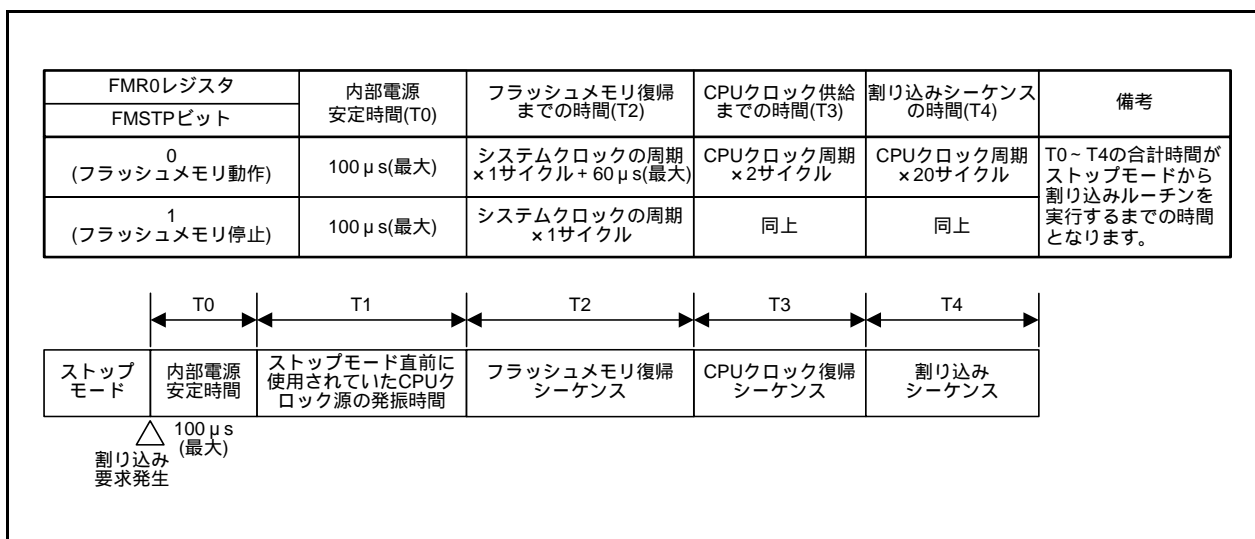 FMR0レジスタ
FMSTPビット
内部電源
安定時間(T0)
フラッシュメモリ復帰
までの時間(T2)
CPUクロック供給
までの時間(T3)
割り込みシーケンス
の時間(T4)
備考
0
(フラッシュメモリ動作)
100μs(最大)
システムクロックの周期
×1サイクル+60μs(最大)
CPUクロック周期
×2サイクル
CPUクロック周期
×20サイクル
T0~T4の合計時間が
ストップモードから
割り込みルーチンを
実行するまでの時間
となります。
1
(フラッシュメモリ停止)
100μs(最大)
システムクロックの周期
×1サイクル
同上
同上
T0
T1
T2
T3
T4
ストップ
モード
内部電源
安定時間
ストップモード直前に
使用されていたCPUク
ロック源の発振時間
フラッシュメモリ復帰
シーケンス
CPUクロック復帰
シーケンス
割り込み
シーケンス
100μs
(最大)
割り込み
要求発生